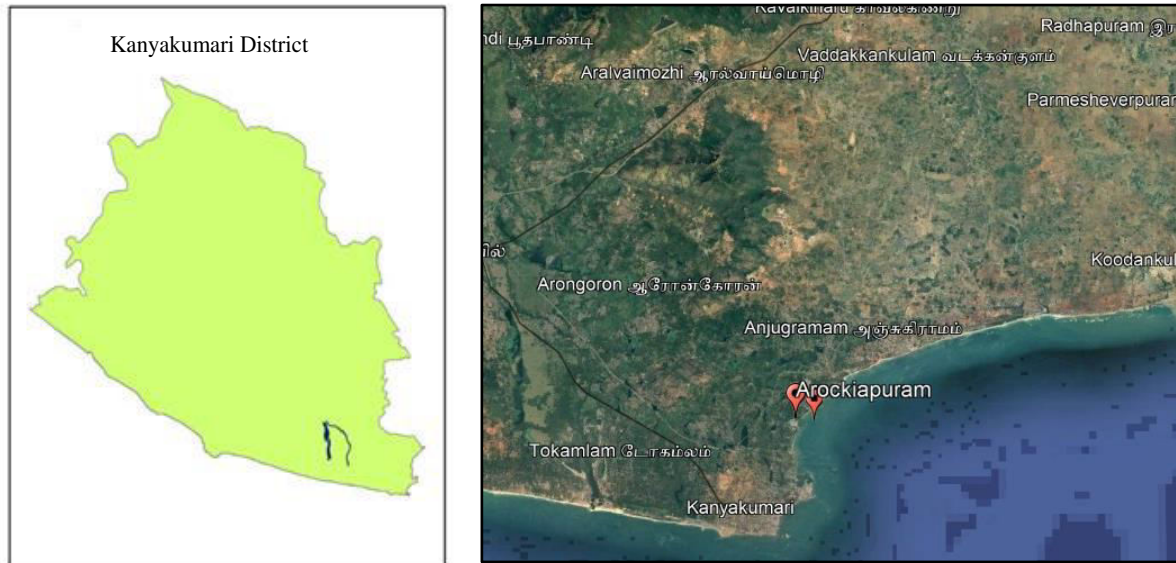 Kanyakumari District
Radhapuram
பூதபாண்டி
Vaddakkankulam வடக்கன்குளம்
Aralvaimozhi ஆரல்வாய்மொழி
Koodankul
Arongoron ஆரோன்கோரன்
Anjugramam அஞ்சுகிராமம்
Arockiapuram
Tokamlam டோகம்லம்
Kanyakumari